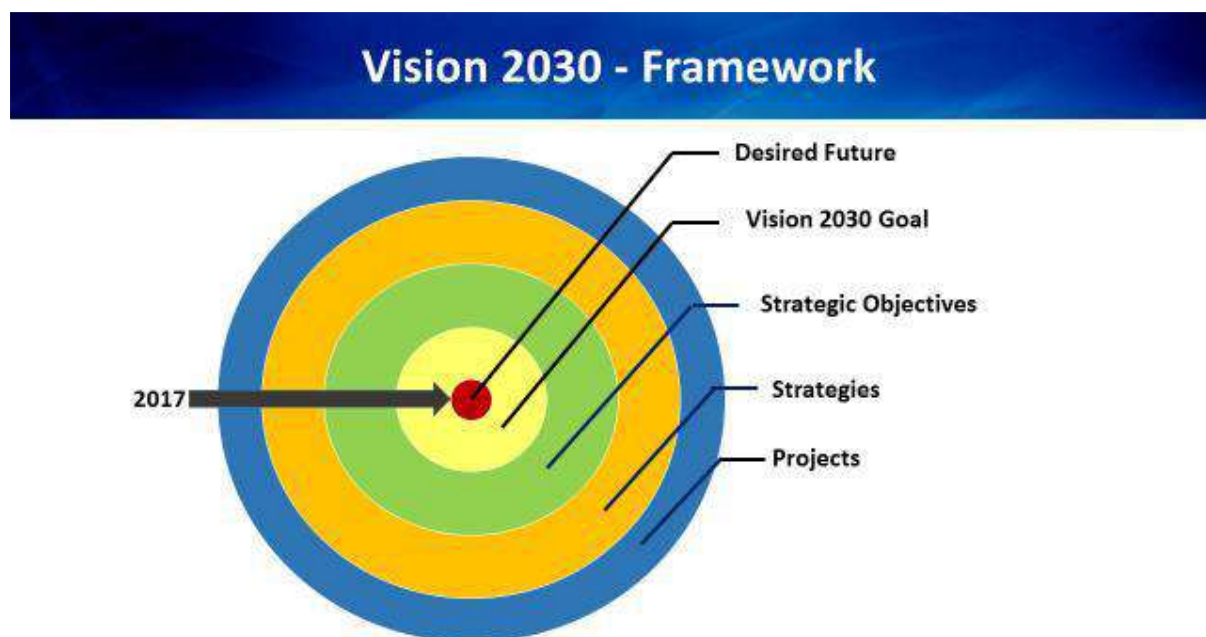 Vision 2030 - Framework
Desired Future
Vision 2030 Goal
Strategic Objectives
2017
Strategies
Projects